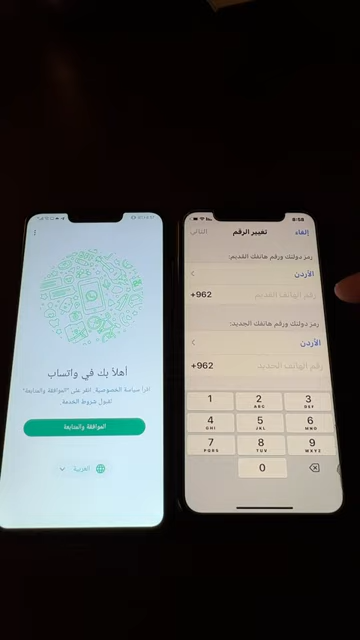 أهلاً بك في واتساب
اقرأ سياسة الخصوصية. انقر على "الموافقة والمتابعة"
لقبول شروط الخدمة.
الموافقة والمتابعة
العربية
8:58
إلغاء
تغيير الرقم
التالي
رمز دولتك ورقم هاتفك القديم:
الأردن
+962
رقم الهاتف القديم
رمز دولتك ورقم هاتفك الجديد:
الأردن
+962
رقم الهاتف الجديد
1
2 ABC
3 DEF
4 GHI
5 JKL
6 MNO
7 PQRS
8 TUV
9 WXYZ
0